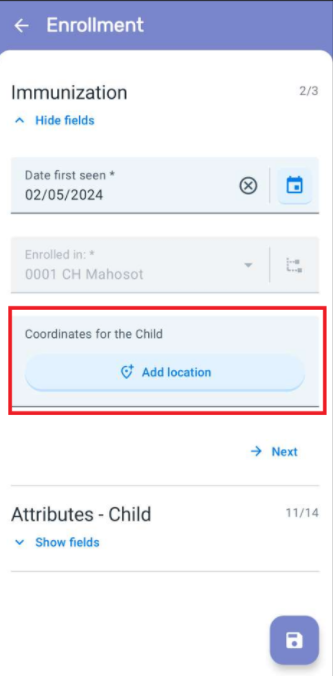 Enrollment
Immunization 2/3
Hide fields
Date first seen *
02/05/2024
Enrolled in: *
0001 CH Mahosot
Coordinates for the Child
Add location
Next
Attributes - Child 11/14
Show fields